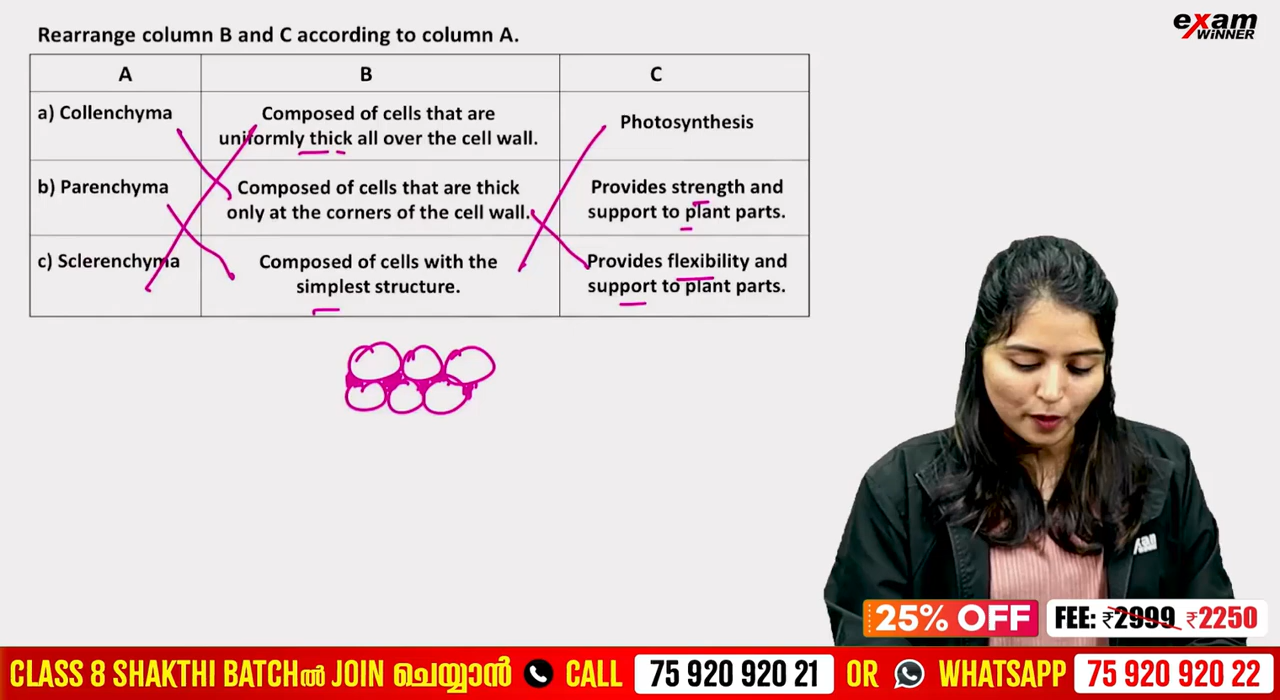 exam
WiNNER
Rearrange column B and C according to column A.
A B C
a) Collenchyma
Composed of cells that are
uniformly thick all over the cell wall.
Photosynthesis
b) Parenchyma
Composed of cells that are thick
only at the corners of the cell wall.
Provides strength and
support to plant parts.
c) Sclerenchyma
Composed of cells with the
simplest structure.
Provides flexibility and
support to plant parts.
25% OFF FEE: ₹2999 ₹2250
CLASS 8 SHAKTHI BATCHൽ JOIN ചെയ്യാൻ CALL 75 920 920 21 OR WHATSAPP 75 920 920 22